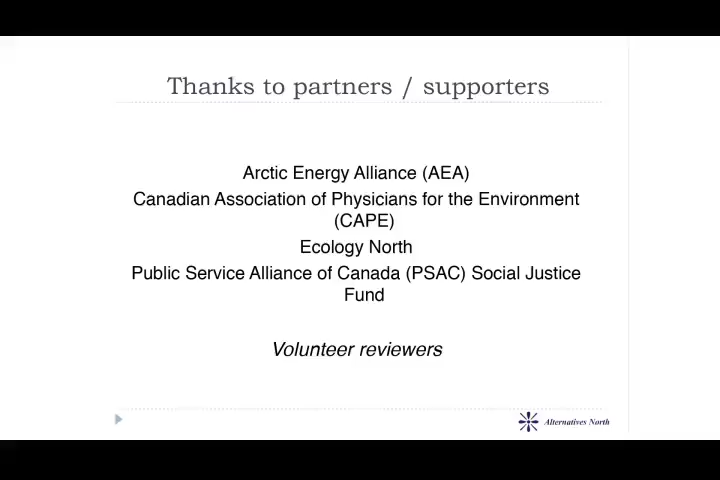 Thanks to partners / supporters
Arctic Energy Alliance (AEA)
Canadian Association of Physicians for the Environment
(CAPE)
Ecology North
Public Service Alliance of Canada (PSAC) Social Justice
Fund
Volunteer reviewers
Alternatives North